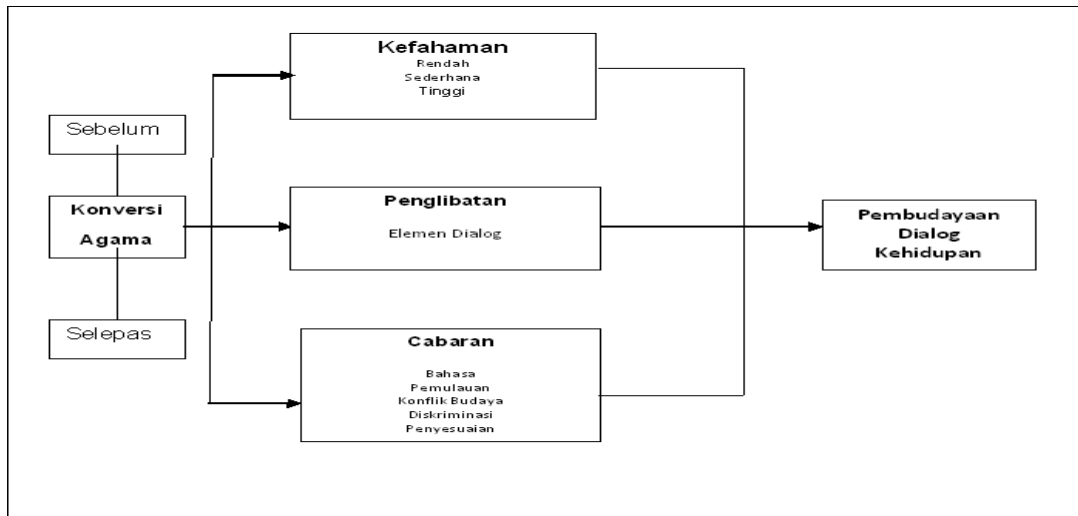 Sebelum
Konversi
Agama
Selepas
Kefahaman
Rendah
Sederhana
Tinggi
Penglibatan
Elemen Dialog
Cabaran
Bahasa
Pemulauan
Konflik Budaya
Diskriminasi
Penyesuaian
Pembudayaan
Dialog
Kehidupan